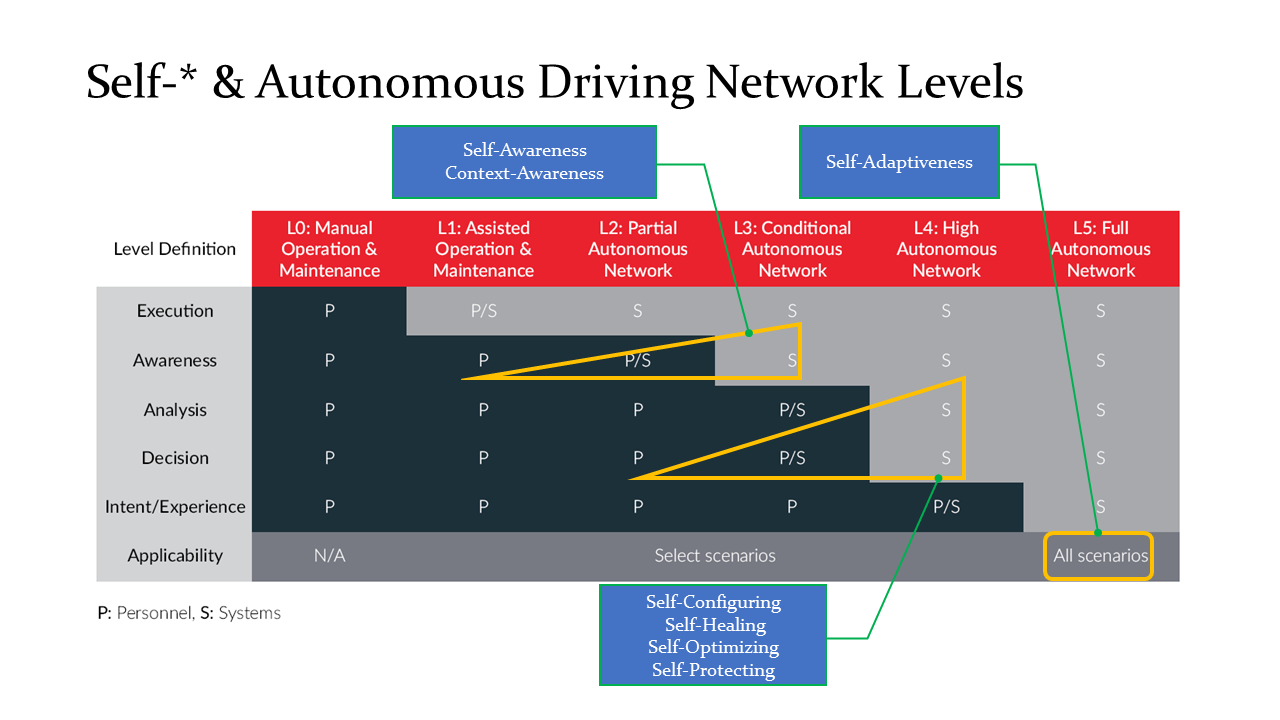 Self-* & Autonomous Driving Network Levels
Self-Awareness
Context-Awareness
Self-Adaptiveness
Level Definition
L0: Manual
Operation &
Maintenance
L1: Assisted
Operation &
Maintenance
L2: Partial
Autonomous
Network
L3: Conditional
Autonomous
Network
L4: High
Autonomous
Network
L5: Full
Autonomous
Network
Execution P P/S S S S S
Awareness P P P/S S S S
Analysis P P P P/S S S
Decision P P P P/S S S
Intent/Experience P P P P P/S S
Applicability N/A Select scenarios All scenarios
P: Personnel, S: Systems
Self-Configuring
Self-Healing
Self-Optimizing
Self-Protecting